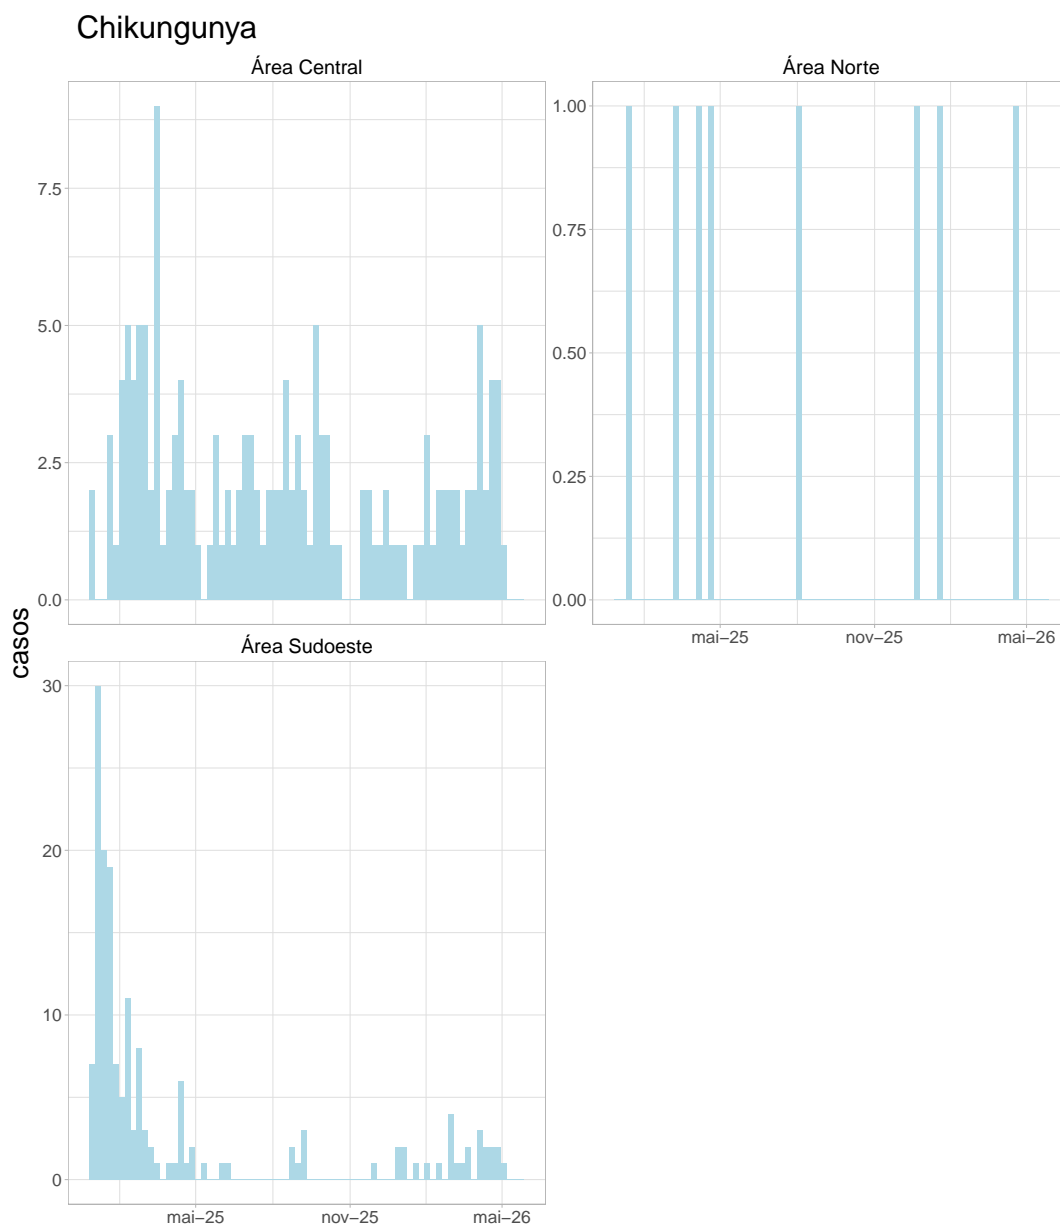 Chikungunya
Área Central
Área Norte
7.5
5.0
2.5
0.0
1.00
0.75
0.50
0.25
0.00
mai−25
nov−25
mai−26
casos
Área Sudoeste
30
20
10
0
mai−25
nov−25
mai−26